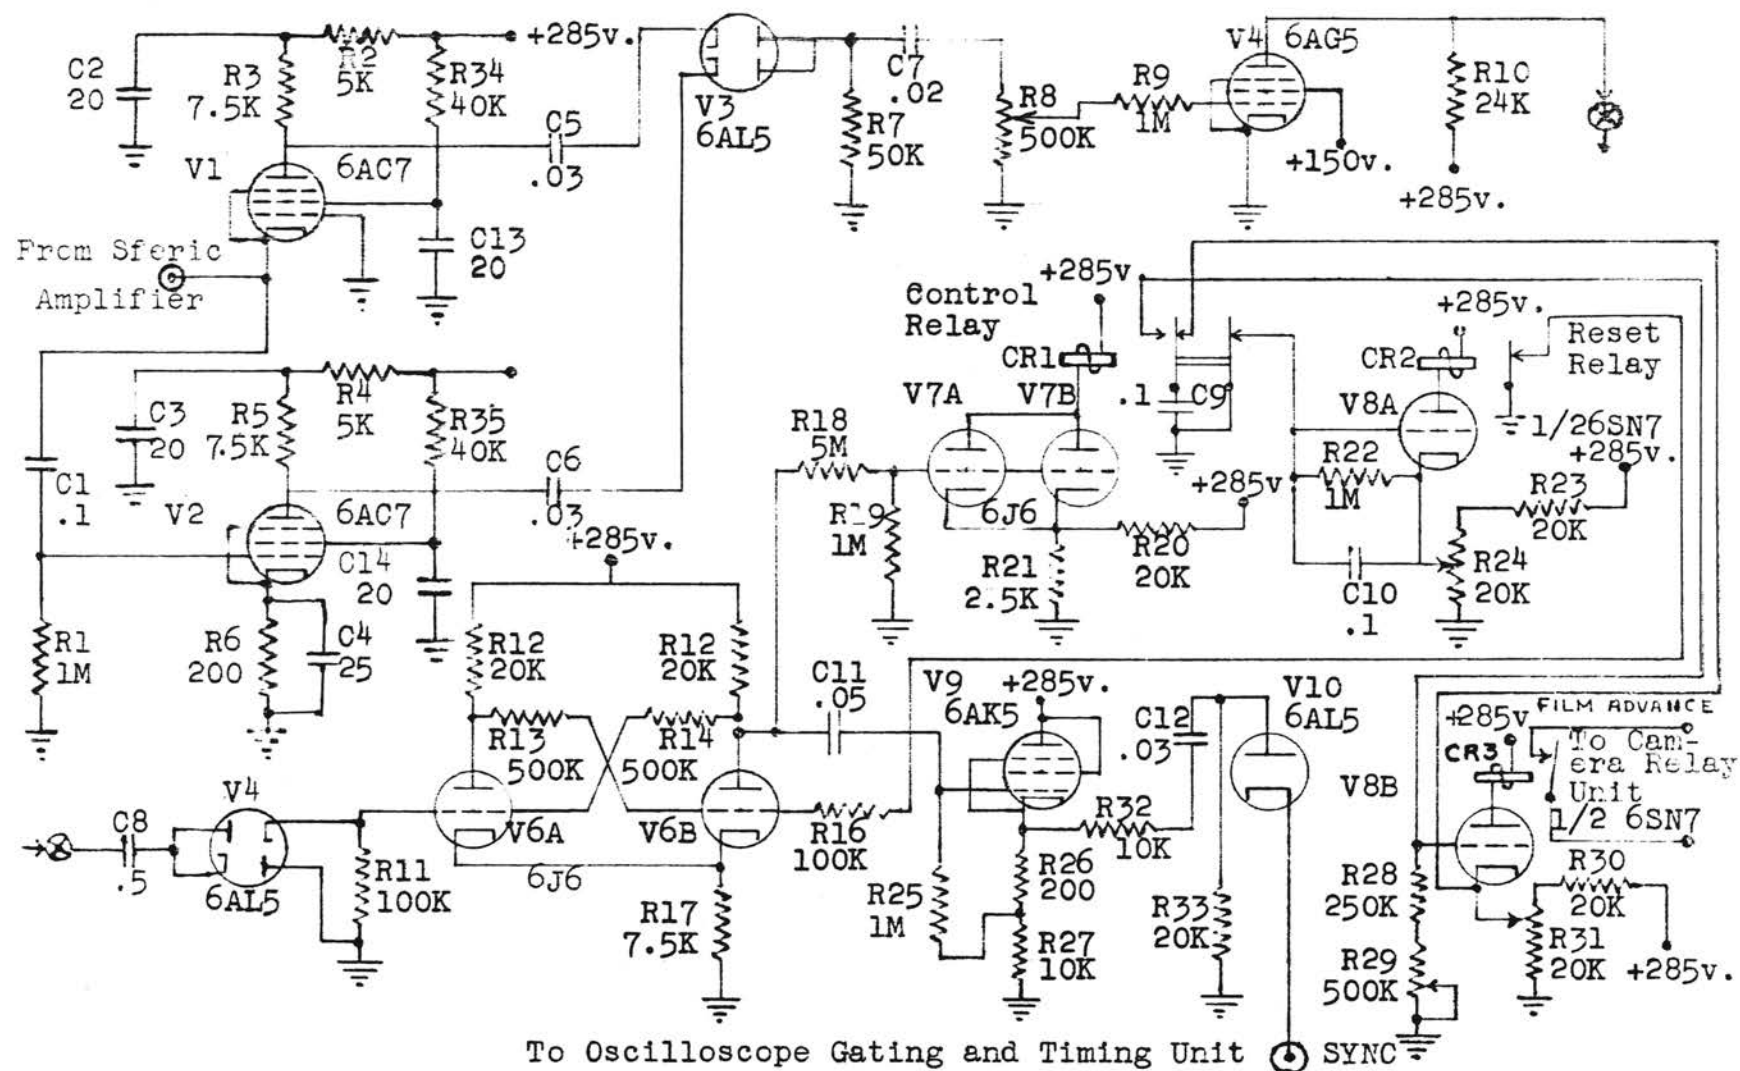 C2
20
R3
7.5K
R2
5K
R34
40K
+285v.
V1
6AC7
C13
20
C5
.03
V3
6AL5
C7
.02
R7
50K
R8
500K
R9
1M
V4
6AG5
+150v.
R10
24K
+285v.
From Sferic
Amplifier
C3
20
R5
7.5K
R4
5K
R35
40K
C1
.1
V2
6AC7
C14
20
C6
.03
+285v.
R1
1M
R6
200
C4
25
Control
Relay
+285v
CR1
V7A
V7B
R18
5M
R19
1M
6J6
R21
2.5K
+285v
R20
20K
.1
C9
+285v.
CR2
Reset
Relay
V8A
1/26SN7
+285v.
R22
1M
R23
20K
R24
20K
C10
.1
R12
20K
R12
20K
R13
500K
R14
500K
V6A
V6B
6J6
R16
100K
R17
7.5K
V4
6AL5
C8
.5
R11
100K
C11
.05
V9
6AK5
+285v.
C12
.03
R32
10K
R25
1M
R26
200
R27
10K
V10
6AL5
R33
20K
V8B
FILM ADVANCE
+285v
CR3
To Cam-
era Relay
Unit
1/2 6SN7
R28
250K
R29
500K
R30
20K
R31
20K
+285v.
To Oscilloscope Gating and Timing Unit
SYNC